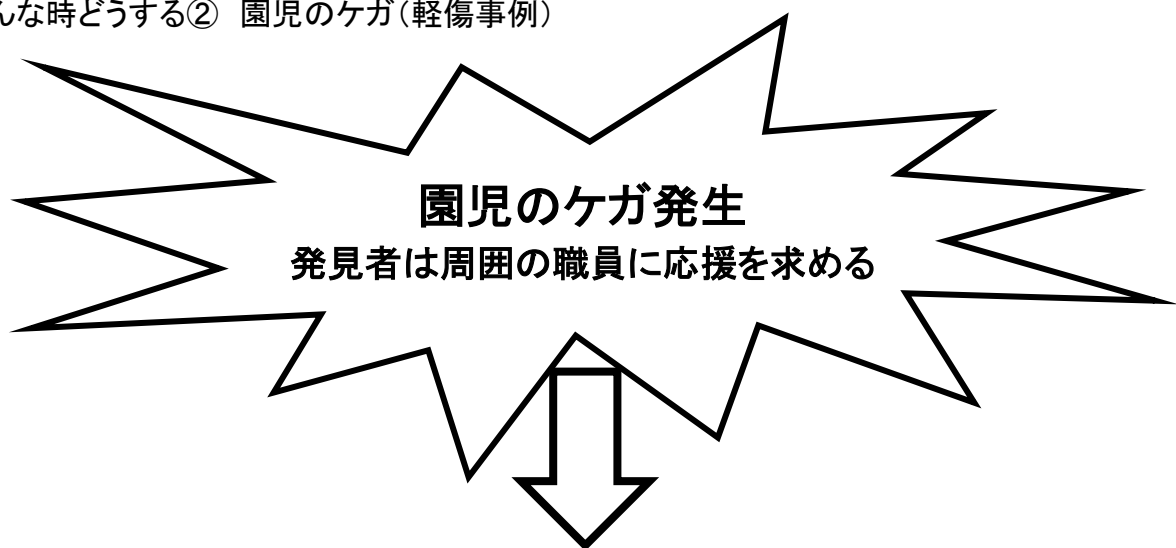 んな時どうする② 園児のケガ（軽傷事例）
園児のケガ発生
発見者は周囲の職員に応援を求める